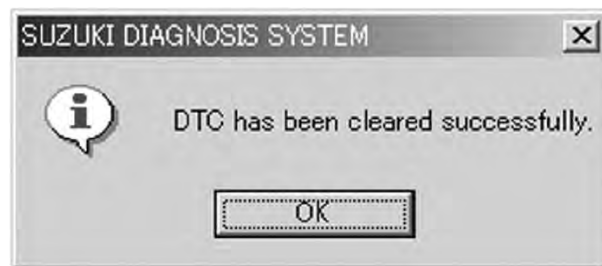 SUZUKI DIAGNOSIS SYSTEM
DTC has been cleared successfully.
OK